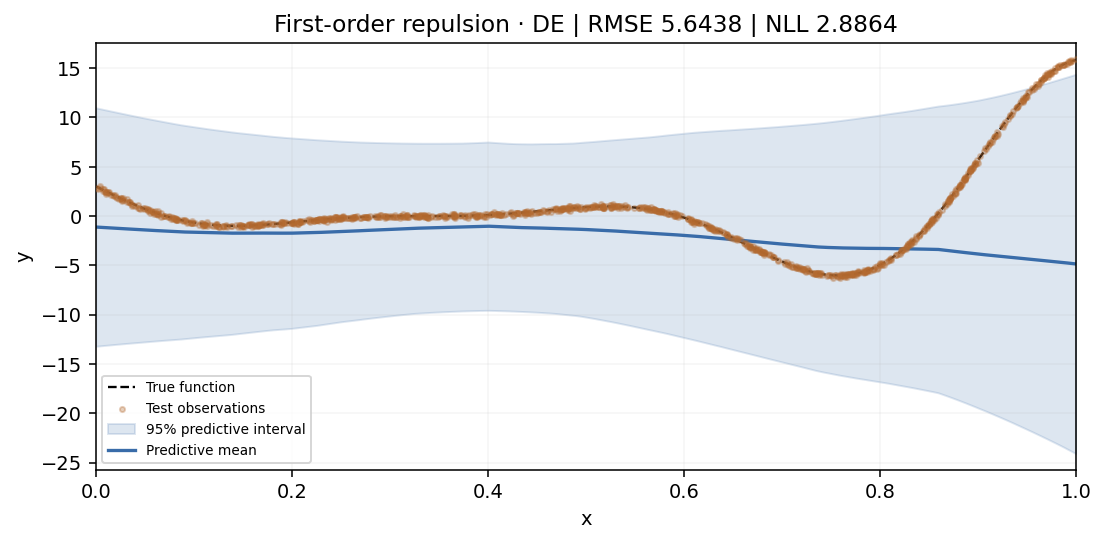 First-order repulsion · DE | RMSE 5.6438 | NLL 2.8864
15
10
5
0
−5
−10
−15
−20
−25
y
True function
Test observations
95% predictive interval
Predictive mean
0.0 0.2 0.4 0.6 0.8 1.0
x